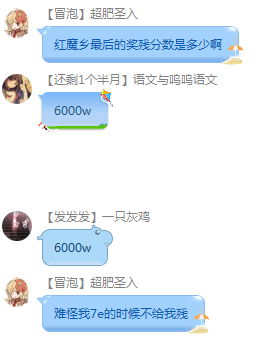 【冒泡】超肥圣入
红魔乡最后的奖残分数是多少啊
【还剩1个半月】语文与呜呜语文
6000w
【发发发】一只灰鸡
6000w
【冒泡】超肥圣入
难怪我7e的时候不给我残